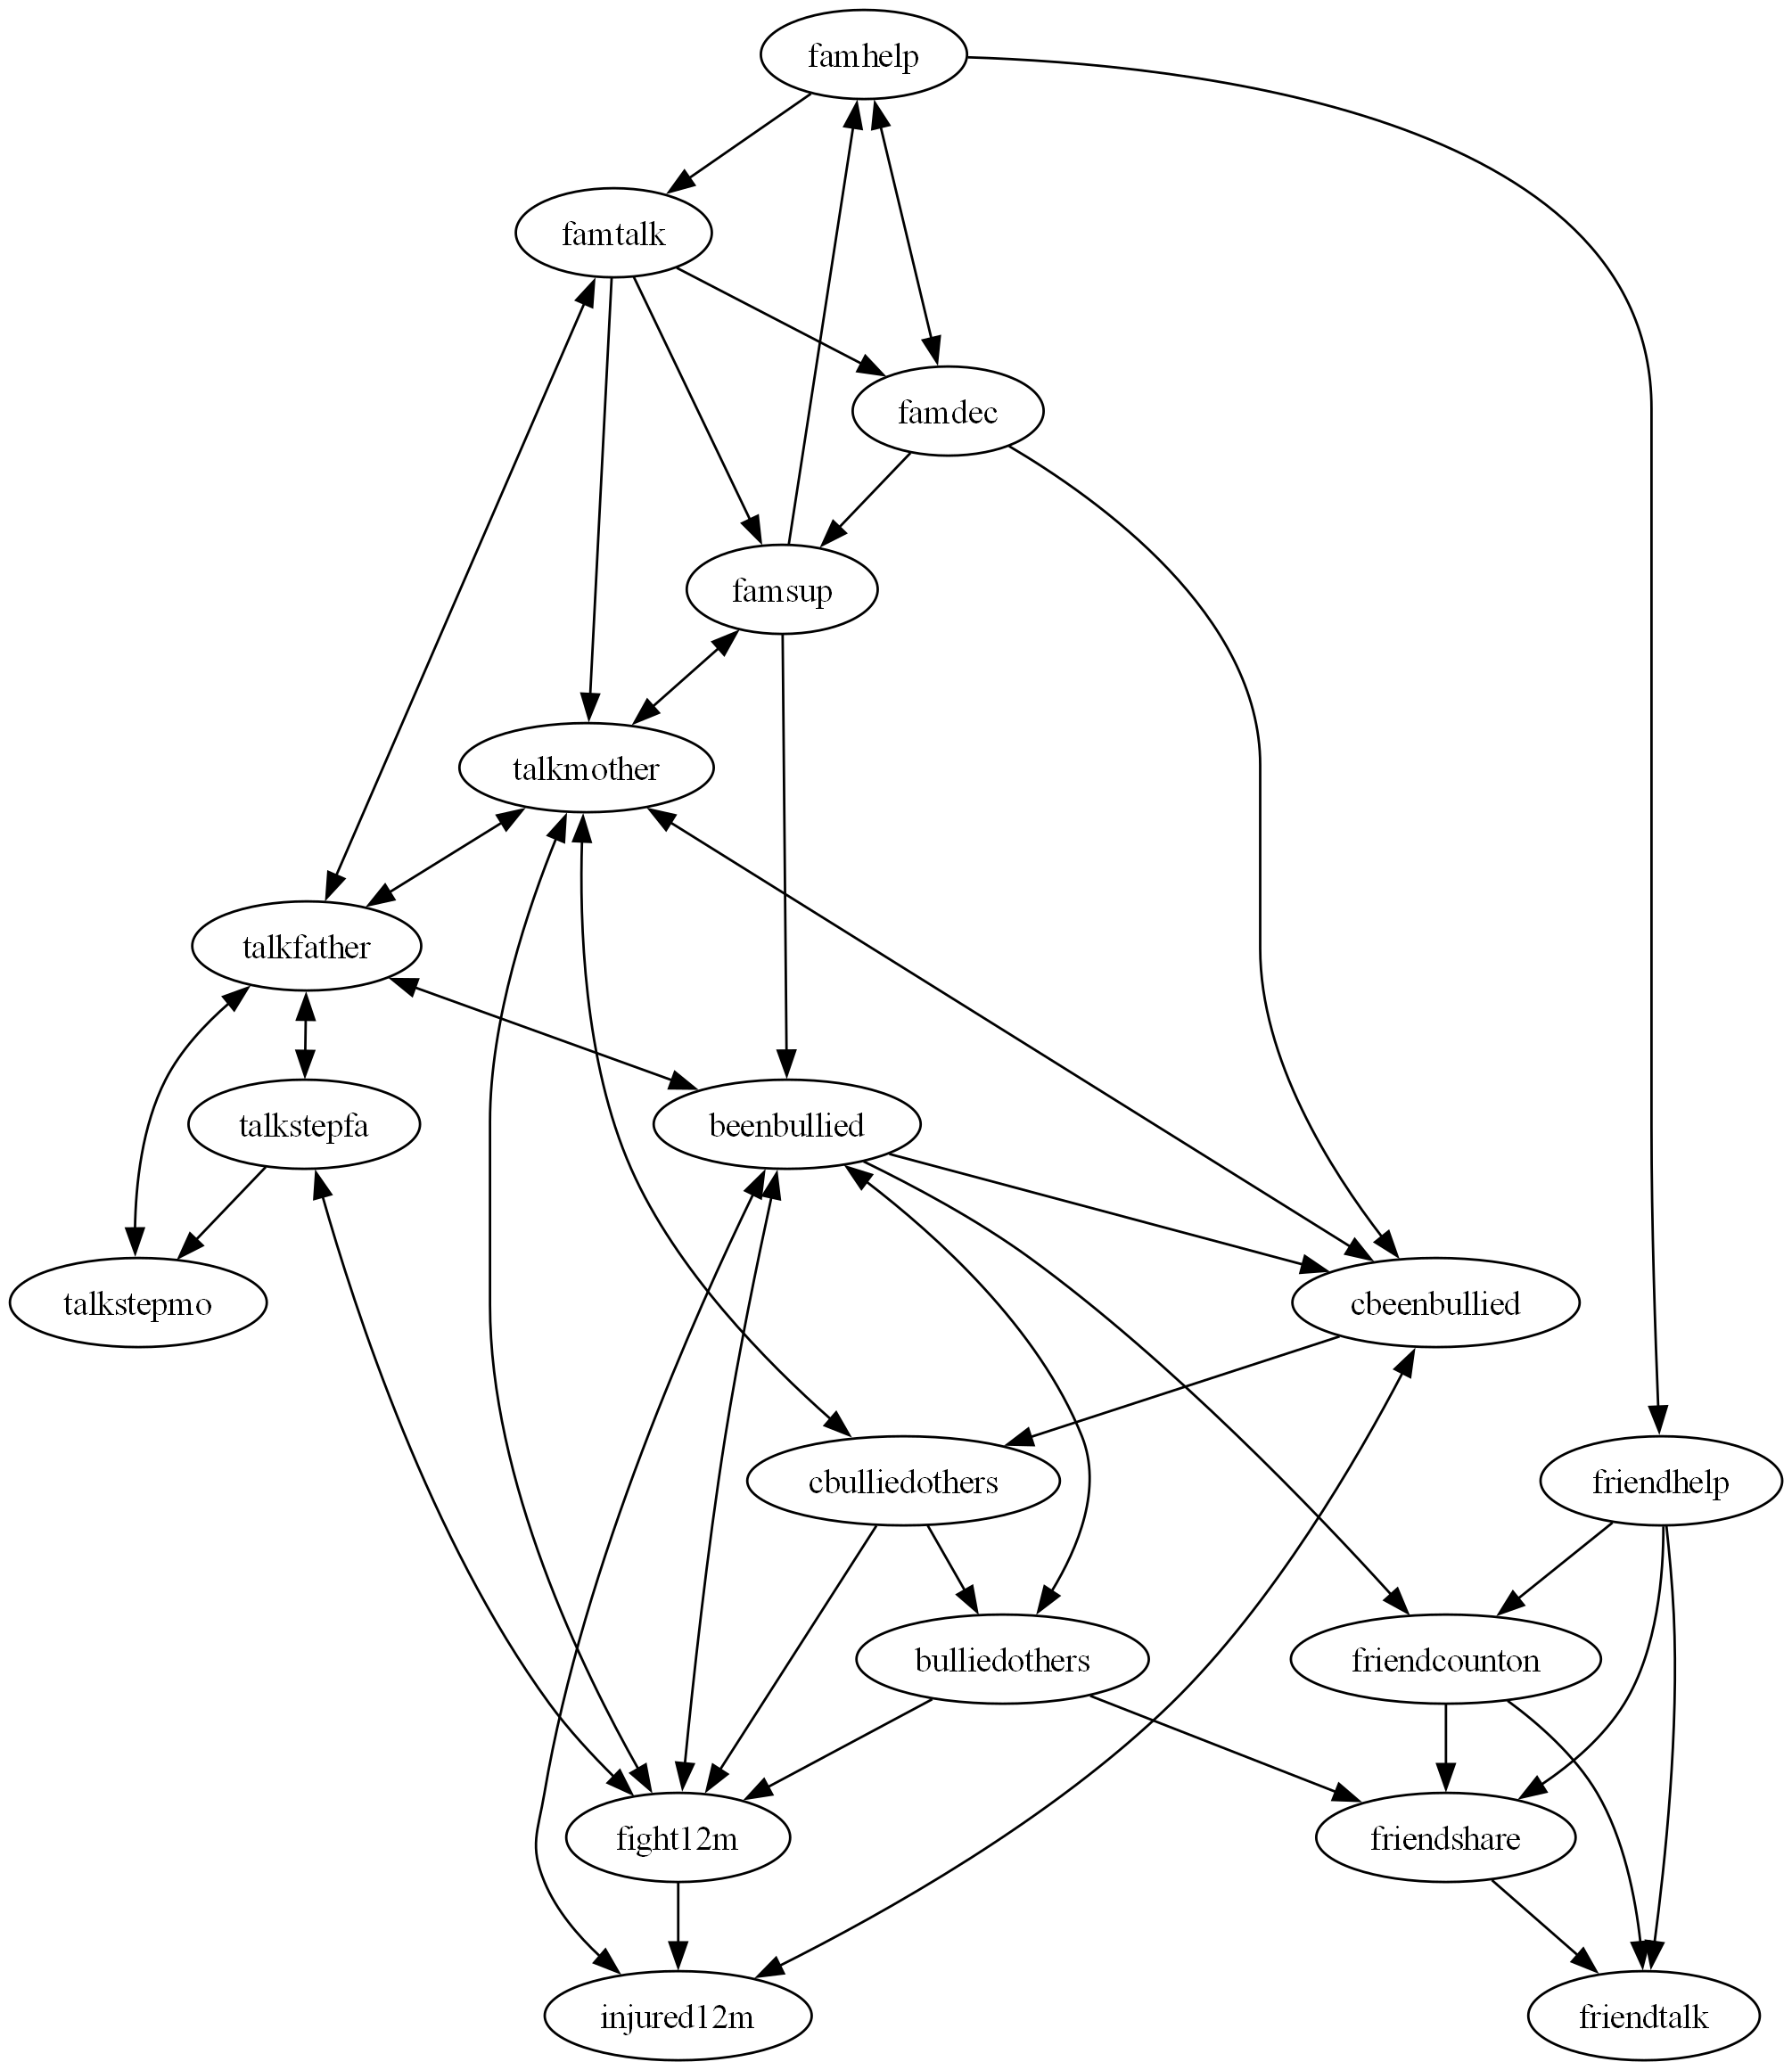 famhelp
famtalk
famdec
famsup
talkmother
talkfather
talkstepfa
beenbullied
talkstepmo
cbeenbullied
cbulliedothers
friendhelp
bulliedothers
friendcounton
fight12m
friendshare
injured12m
friendtalk